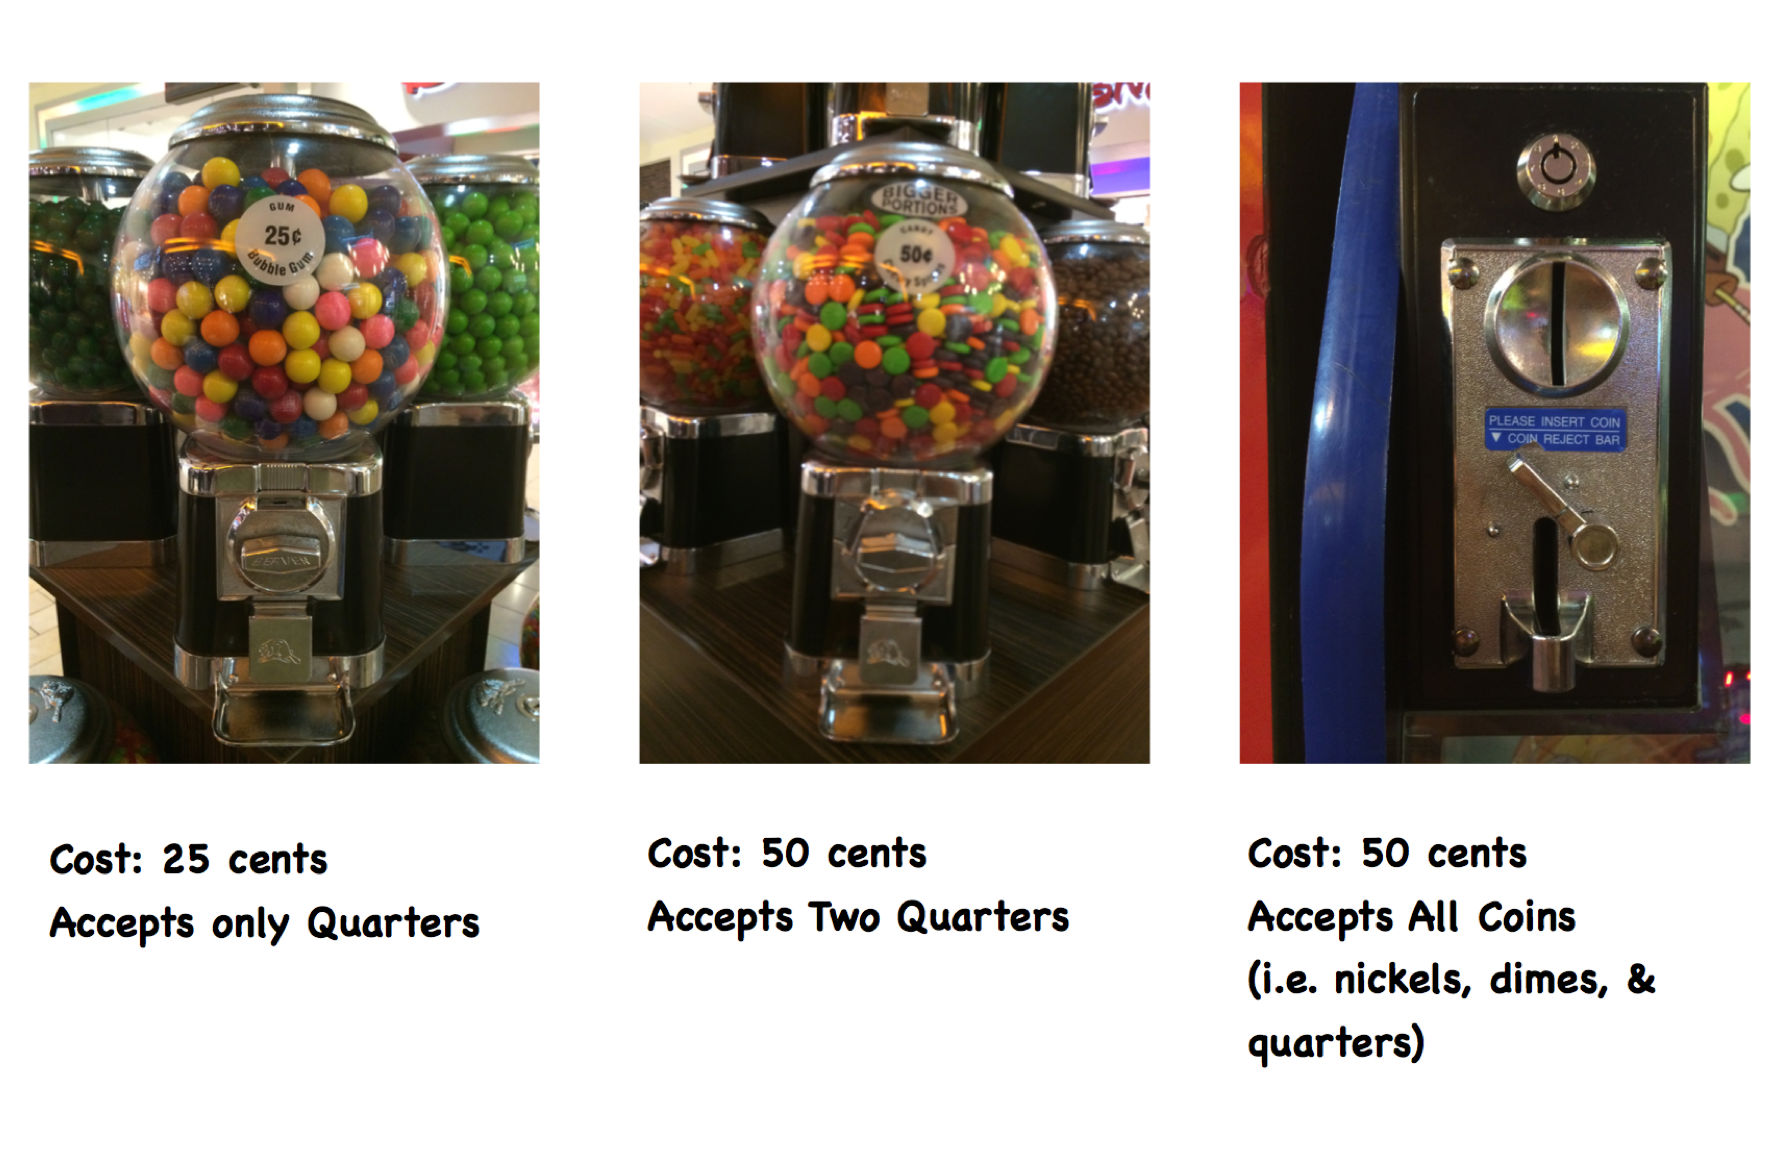 GUM
25¢
Bubble Gum
BEAVER
BIGGER
PORTIONS
CANDY
50¢
PLEASE INSERT COIN
▼ COIN REJECT BAR
Cost: 25 cents
Accepts only Quarters
Cost: 50 cents
Accepts Two Quarters
Cost: 50 cents
Accepts All Coins
(i.e. nickels, dimes, &
quarters)